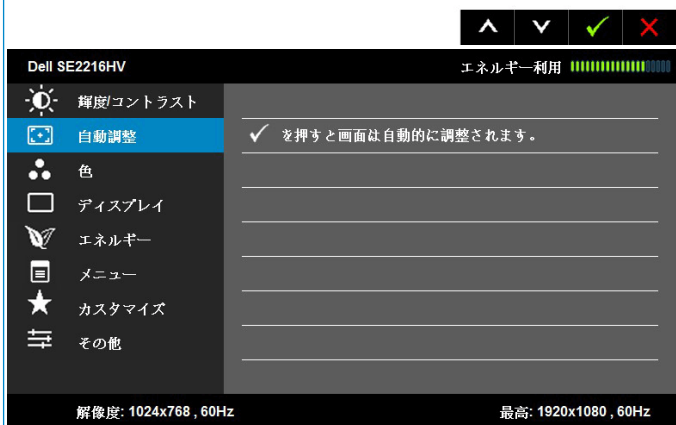 Dell SE2216HV エネルギー利用
輝度/コントラスト
自動調整 を押すと画面は自動的に調整されます。
色
ディスプレイ
エネルギー
メニュー
カスタマイズ
その他
解像度: 1024x768 , 60Hz 最高: 1920x1080 , 60Hz